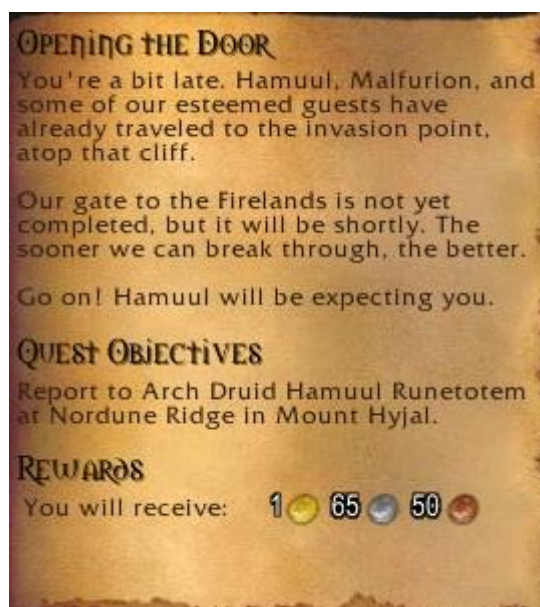 Opening the Door
You're a bit late. Hamuul, Malfurion, and
some of our esteemed guests have
already traveled to the invasion point,
atop that cliff.
Our gate to the Firelands is not yet
completed, but it will be shortly. The
sooner we can break through, the better.
Go on! Hamuul will be expecting you.
Quest Objectives
Report to Arch Druid Hamuul Runetotem
at Nordune Ridge in Mount Hyjal.
Rewards
You will receive: 1 65 50